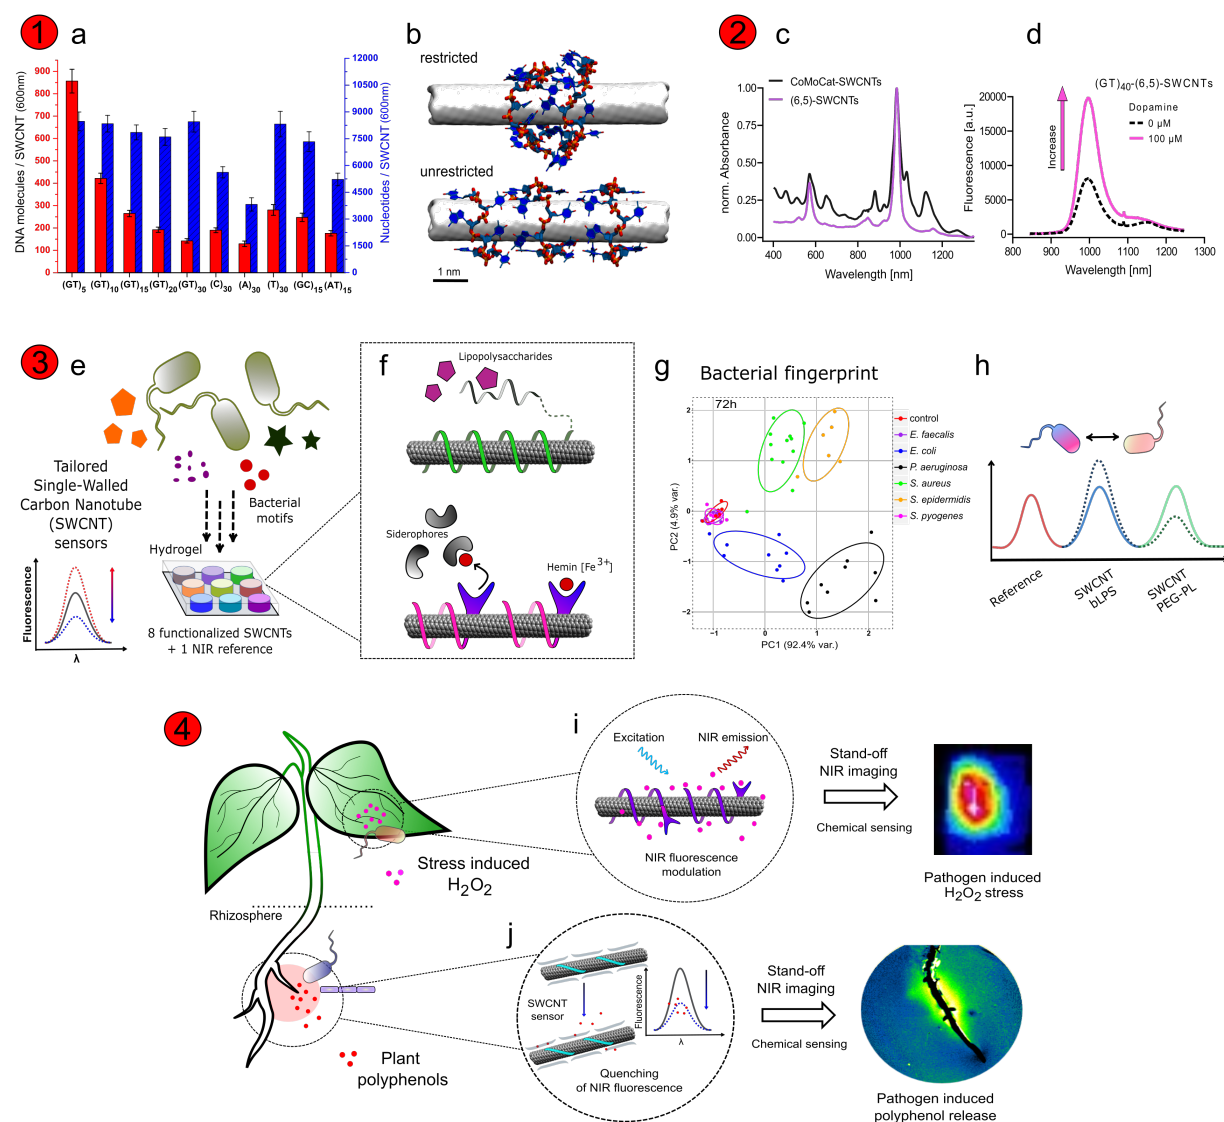 1
a
DNA molecules / SWCNT (600nm)
900
800
700
600
500
400
300
200
100
0
12000
10500
9000
7500
6000
4500
3000
1500
0
Nucleotides / SWCNT (600nm)
(GT)5
(GT)10
(GT)15
(GT)20
(GT)30
(C)30
(A)30
(T)30
(GC)15
(AT)15
b
restricted
unrestricted
1 nm
2
c
CoMoCat-SWCNTs
(6,5)-SWCNTs
norm. Absorbance
1.00
0.75
0.50
0.25
0.00
400
600
800
1000
1200
Wavelength [nm]
d
(GT)40-(6,5)-SWCNTs
Dopamine
0 µM
100 µM
Increase
Fluorescence [a.u.]
20000
15000
10000
5000
0
800
900
1000
1100
1200
1300
Wavelength [nm]
3
e
Tailored
Single-Walled
Carbon Nanotube
(SWCNT)
sensors
Bacterial
motifs
Hydrogel
Fluorescence
λ
8 functionalized SWCNTs
+ 1 NIR reference
f
Lipopolysaccharides
Siderophores
Hemin [Fe3+]
g
Bacterial fingerprint
72h
PC2 (4.9% var.)
2
1
0
−1
−2
−1
0
1
2
PC1 (92.4% var.)
control
E. faecalis
E. coli
P. aeruginosa
S. aureus
S. epidermidis
S. pyogenes
h
Reference
SWCNT
bLPS
SWCNT
PEG-PL
4
Stress induced
H2O2
Rhizosphere
Plant
polyphenols
i
Excitation
NIR emission
NIR fluorescence
modulation
Stand-off
NIR imaging
Chemical sensing
Pathogen induced
H2O2 stress
j
SWCNT
sensor
Fluorescence
λ
Quenching
of NIR fluorescence
Stand-off
NIR imaging
Chemical sensing
Pathogen induced
polyphenol release